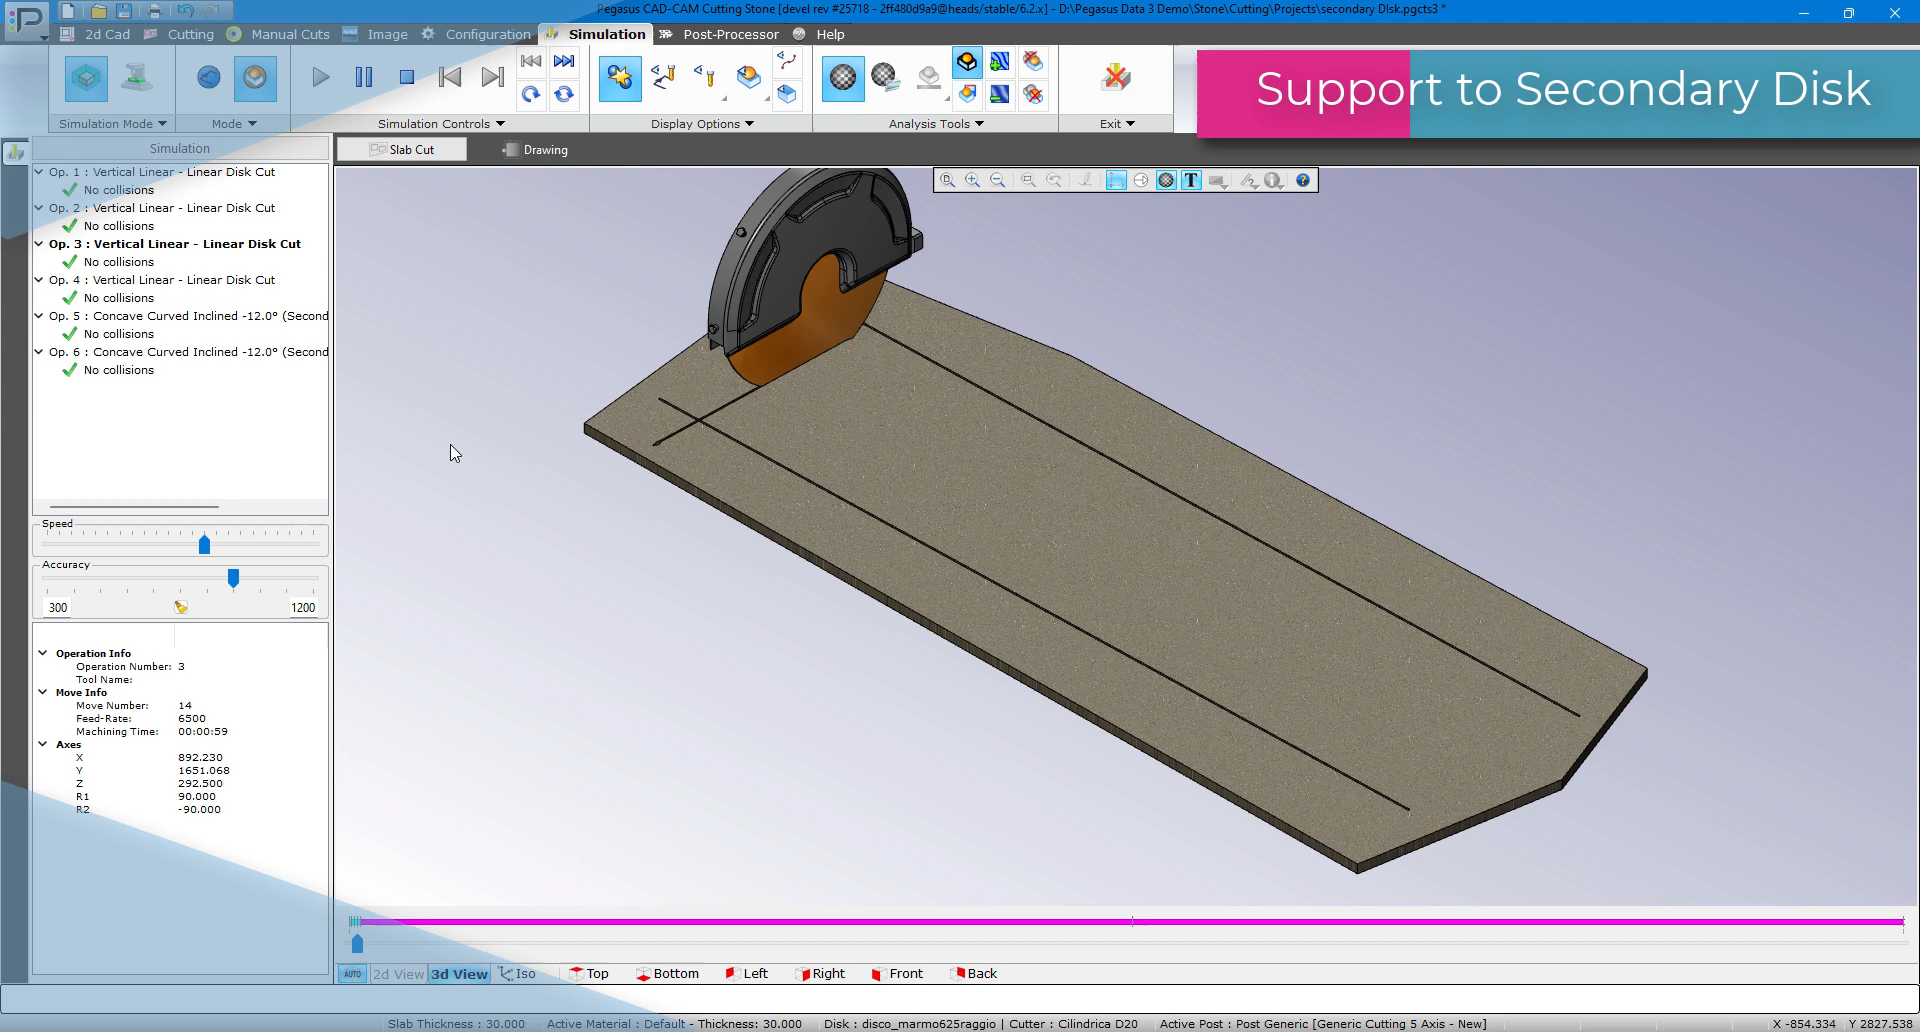 Pegasus CAD-CAM Cutting Stone [devel rev #25718 - 2ff480d9a9@heads/stable/6.2.x] - D:\Pegasus Data 3 Demo\Stone\Cutting\Projects\secondary DIsk.pgcts3 *
2d Cad Cutting Manual Cuts Image Configuration Simulation Post-Processor Help
Support to Secondary Disk
Simulation Mode Mode Simulation Controls Display Options Analysis Tools Exit
Simulation
Slab Cut Drawing
Op. 1 : Vertical Linear - Linear Disk Cut
No collisions
Op. 2 : Vertical Linear - Linear Disk Cut
No collisions
Op. 3 : Vertical Linear - Linear Disk Cut
No collisions
Op. 4 : Vertical Linear - Linear Disk Cut
No collisions
Op. 5 : Concave Curved Inclined -12.0° (Second
No collisions
Op. 6 : Concave Curved Inclined -12.0° (Second
No collisions
T
Speed
Accuracy
300 1200
Operation Info
Operation Number: 3
Tool Name:
Move Info
Move Number: 14
Feed-Rate: 6500
Machining Time: 00:00:59
Axes
X 892.230
Y 1651.068
Z 292.500
R1 90.000
R2 -90.000
AUTO 2d View 3d View Iso Top Bottom Left Right Front Back
Slab Thickness : 30.000 Active Material : Default - Thickness: 30.000 Disk : disco_marmo625raggio | Cutter : Cilindrica D20 Active Post : Post Generic [Generic Cutting 5 Axis - New] X -854.334 Y 2827.538